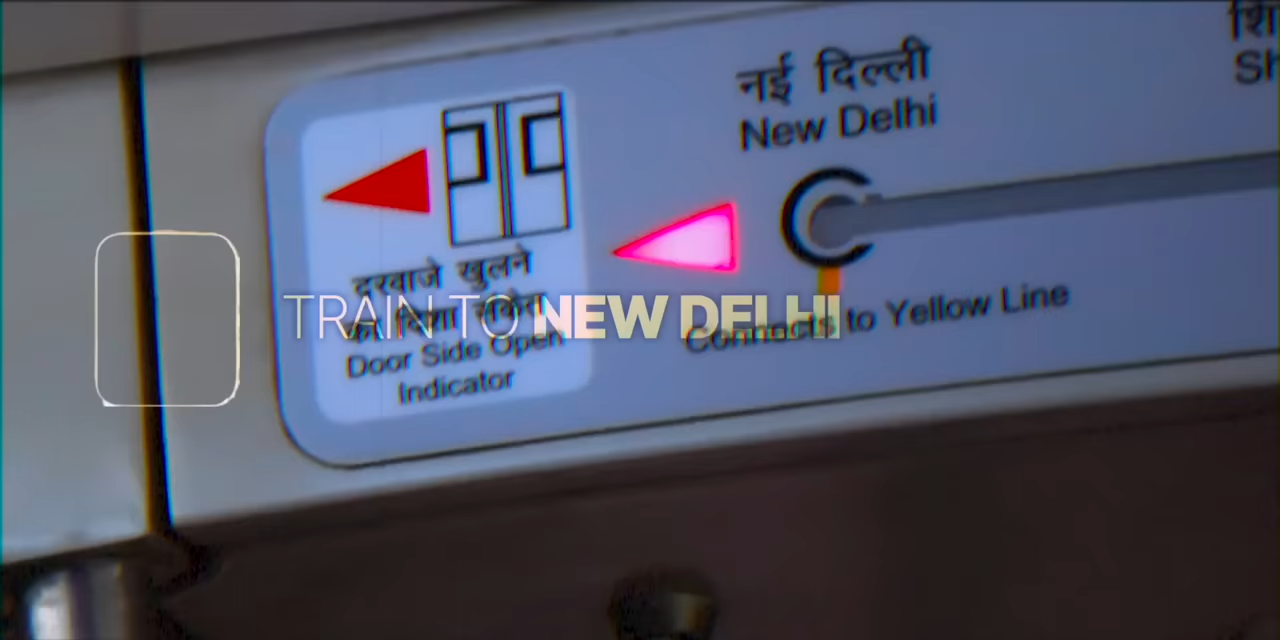 नई दिल्ली
New Delhi
दरवाजे खुलने
का दिशा संकेत
Door Side Open
Indicator
TRAIN TO NEW DELHI
Connects to Yellow Line